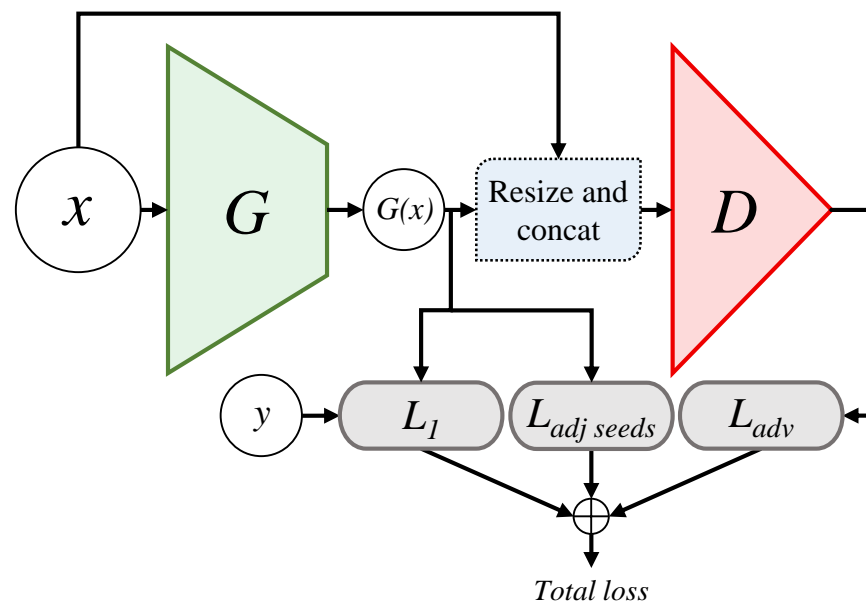 x
G
G(x)
Resize and
concat
D
y
L1
Ladj seeds
Ladv
Total loss